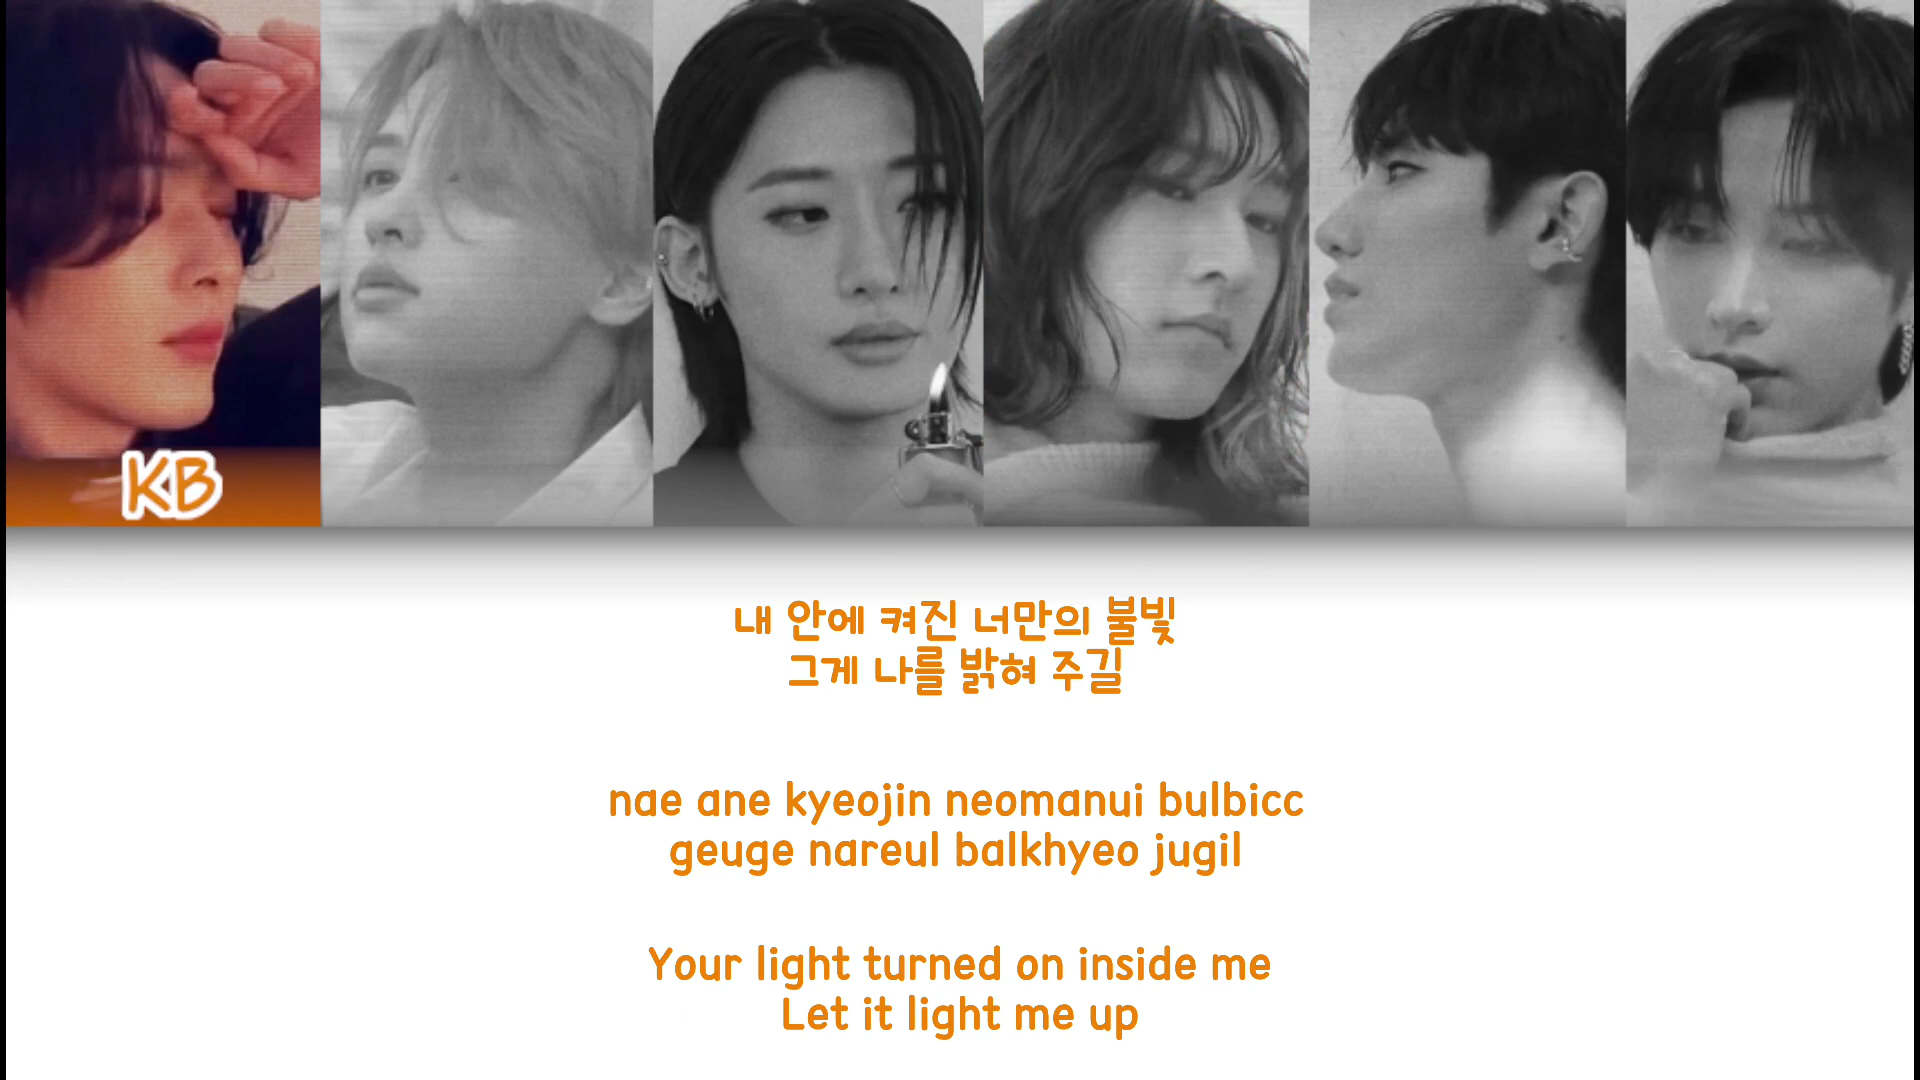 KB
내 안에 켜진 너만의 불빛
그게 나를 밝혀 주길
nae ane kyeojin neomanui bulbicc
geuge nareul balkhyeo jugil
Your light turned on inside me
Let it light me up